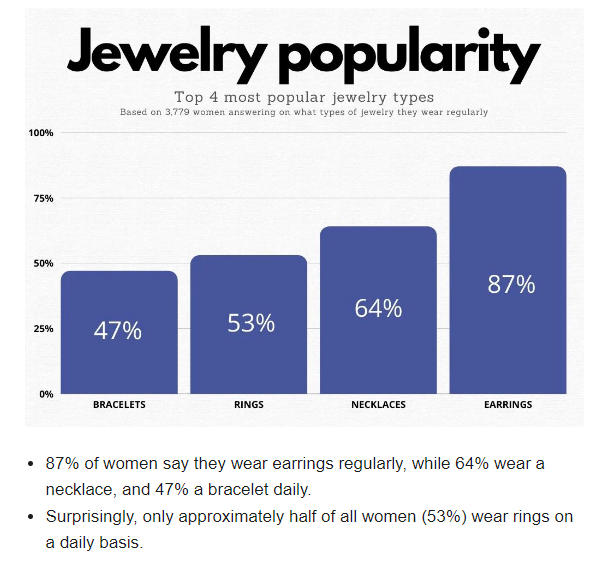 Jewelry popularity
Top 4 most popular jewelry types
Based on 3,779 women answering on what types of jewelry they wear regularly
100%
75%
50%
25%
0%
47%
53%
64%
87%
BRACELETS
RINGS
NECKLACES
EARRINGS
• 87% of women say they wear earrings regularly, while 64% wear a
necklace, and 47% a bracelet daily.
• Surprisingly, only approximately half of all women (53%) wear rings on
a daily basis.